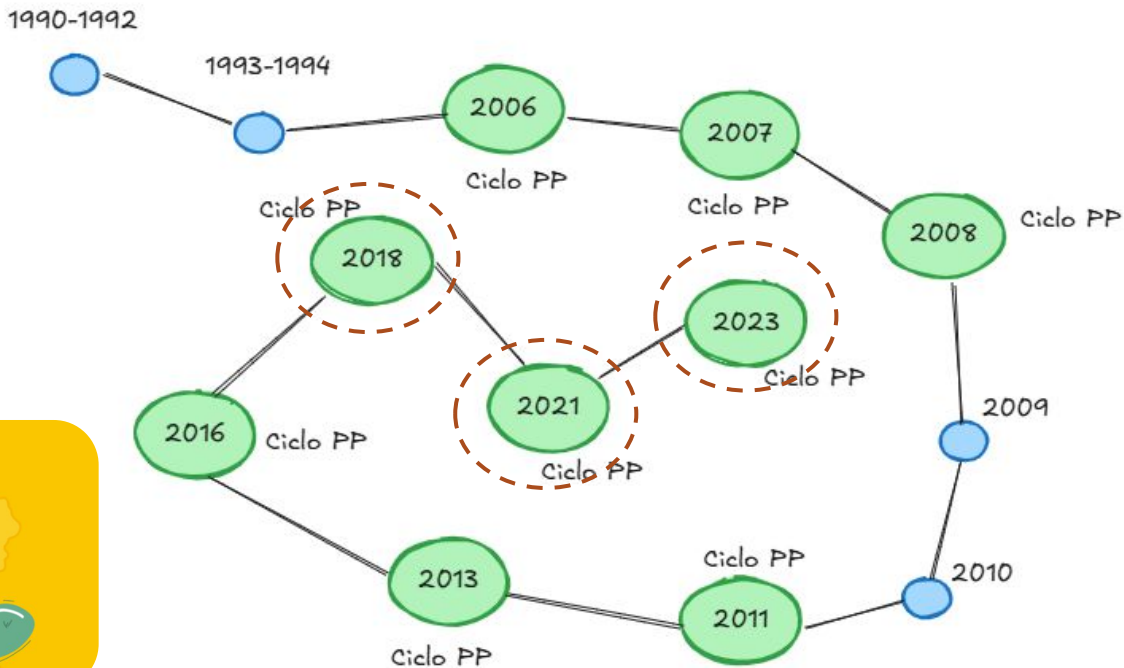 1990-1992
1993-1994
2006
Ciclo PP
2007
Ciclo PP
2008
Ciclo PP
2009
2010
2011
Ciclo PP
2013
Ciclo PP
2016
Ciclo PP
2018
Ciclo PP
2021
Ciclo PP
2023
Ciclo PP